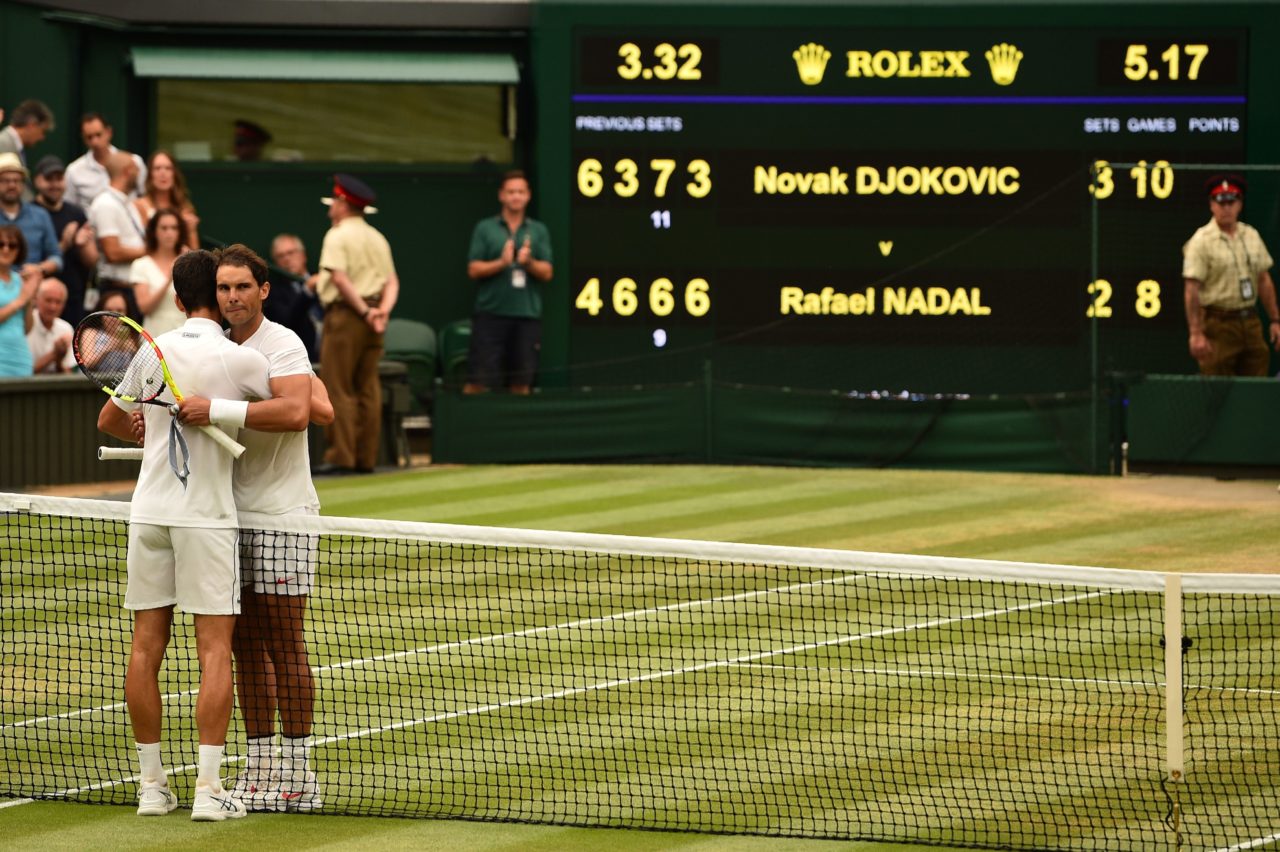 3.32 ROLEX 5.17
PREVIOUS SETS SETS GAMES POINTS
6 3 7 3 Novak DJOKOVIC 3 10
11
v
4 6 6 6 Rafael NADAL 2 8
9